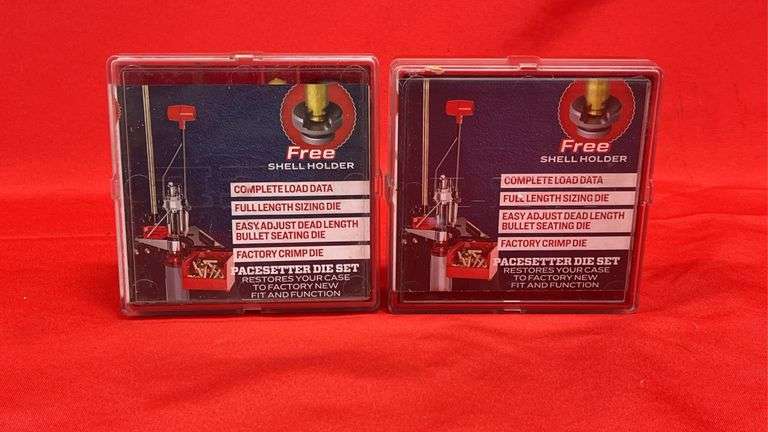 Free
SHELL HOLDER
COMPLETE LOAD DATA
FULL LENGTH SIZING DIE
EASY ADJUST DEAD LENGTH
BULLET SEATING DIE
FACTORY CRIMP DIE
PACESETTER DIE SET
RESTORES YOUR CASE
TO FACTORY NEW
FIT AND FUNCTION
Free
SHELL HOLDER
COMPLETE LOAD DATA
FULL LENGTH SIZING DIE
EASY ADJUST DEAD LENGTH
BULLET SEATING DIE
FACTORY CRIMP DIE
PACESETTER DIE SET
RESTORES YOUR CASE
TO FACTORY NEW
FIT AND FUNCTION